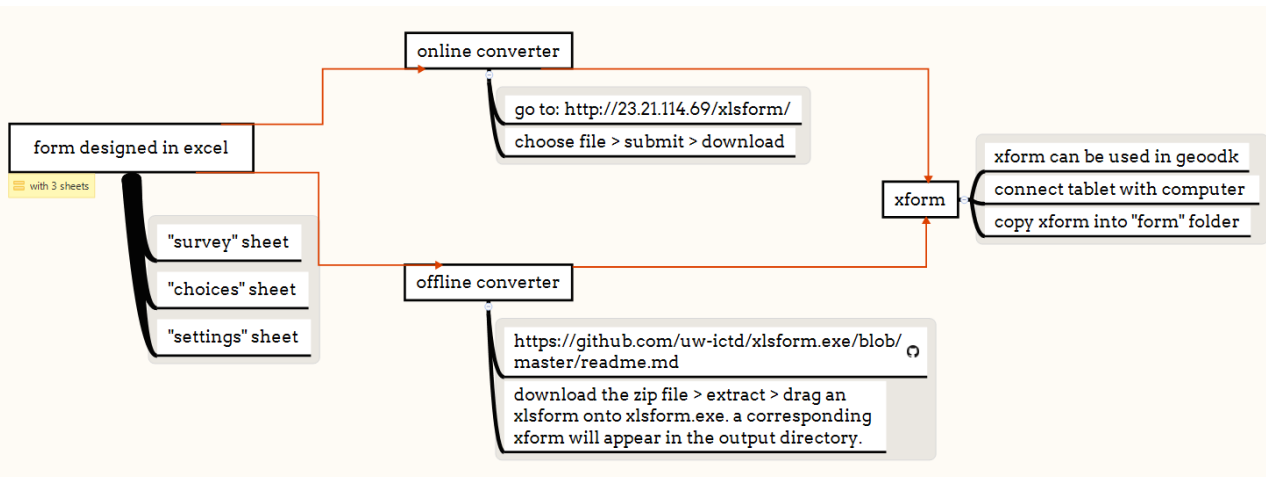 form designed in excel
with 3 sheets
"survey" sheet
"choices" sheet
"settings" sheet
online converter
go to: http://23.21.114.69/xlsform/
choose file > submit > download
offline converter
https://github.com/uw-ictd/xlsform.exe/blob/
master/readme.md
download the zip file > extract > drag an
xlsform onto xlsform.exe. a corresponding
xform will appear in the output directory.
xform
xform can be used in geoodk
connect tablet with computer
copy xform into "form" folder